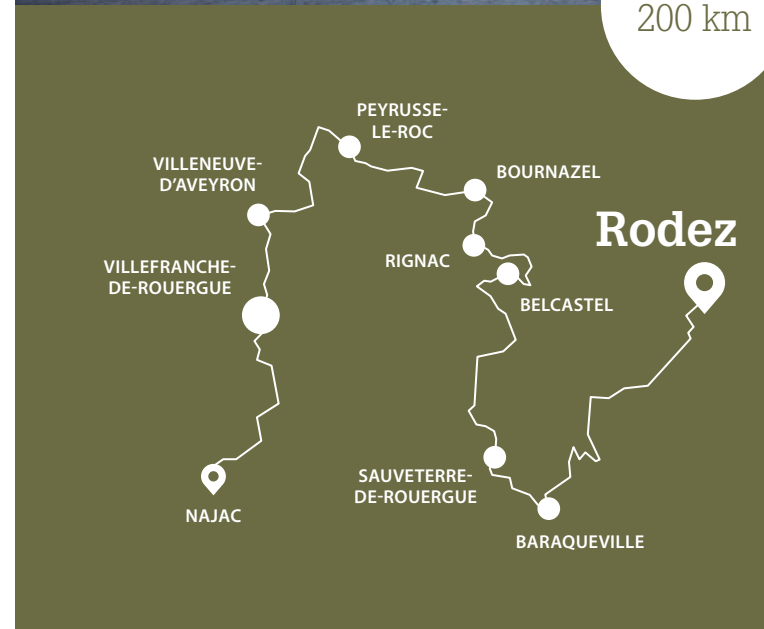 200 km
PEYRUSSE-
LE-ROC
VILLENEUVE-
D'AVEYRON
BOURNAZEL
Rodez
RIGNAC
VILLEFRANCHE-
DE-ROUERGUE
BELCASTEL
SAUVETERRE-
DE-ROUERGUE
NAJAC
BARAQUEVILLE